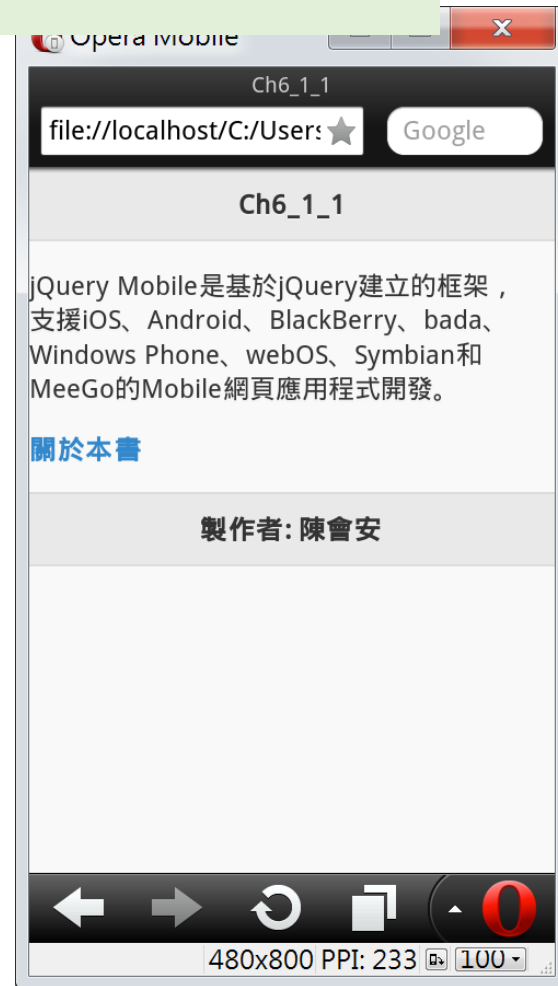 Opera Mobile
Ch6_1_1
file://localhost/C:/Users
Google
Ch6_1_1
jQuery Mobile是基於jQuery建立的框架，
支援iOS、Android、BlackBerry、bada、
Windows Phone、webOS、Symbian和
MeeGo的Mobile網頁應用程式開發。
關於本書
製作者: 陳會安
480x800 PPI: 233 100